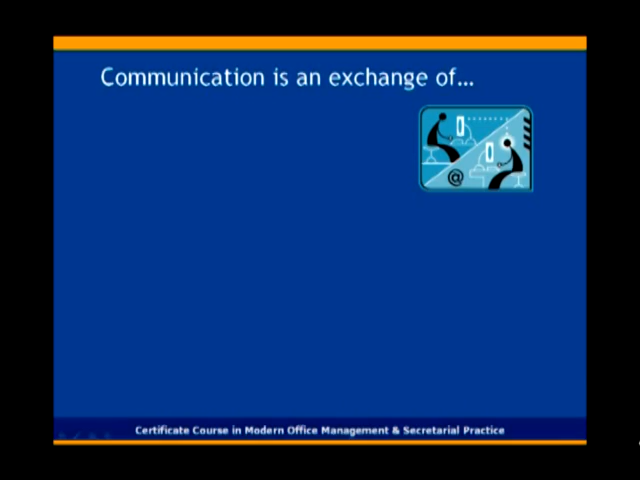 Communication is an exchange of…
@
Certificate Course in Modern Office Management & Secretarial Practice